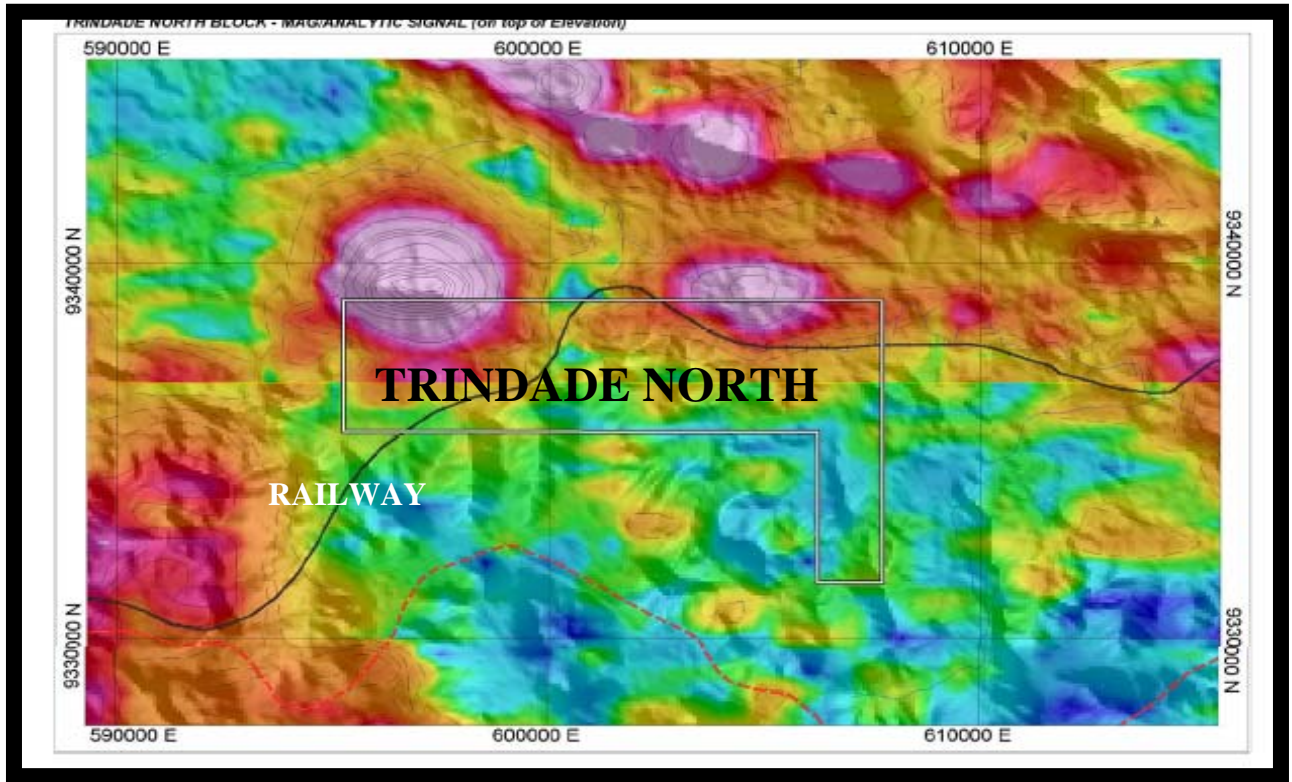 TRINDADE NORTH BLOCK - MAG/ANALYTIC SIGNAL (on top of Elevation)
590000 E 600000 E 610000 E
9340000 N 9340000 N
TRINDADE NORTH
RAILWAY
9330000 N 9330000 N
590000 E 600000 E 610000 E